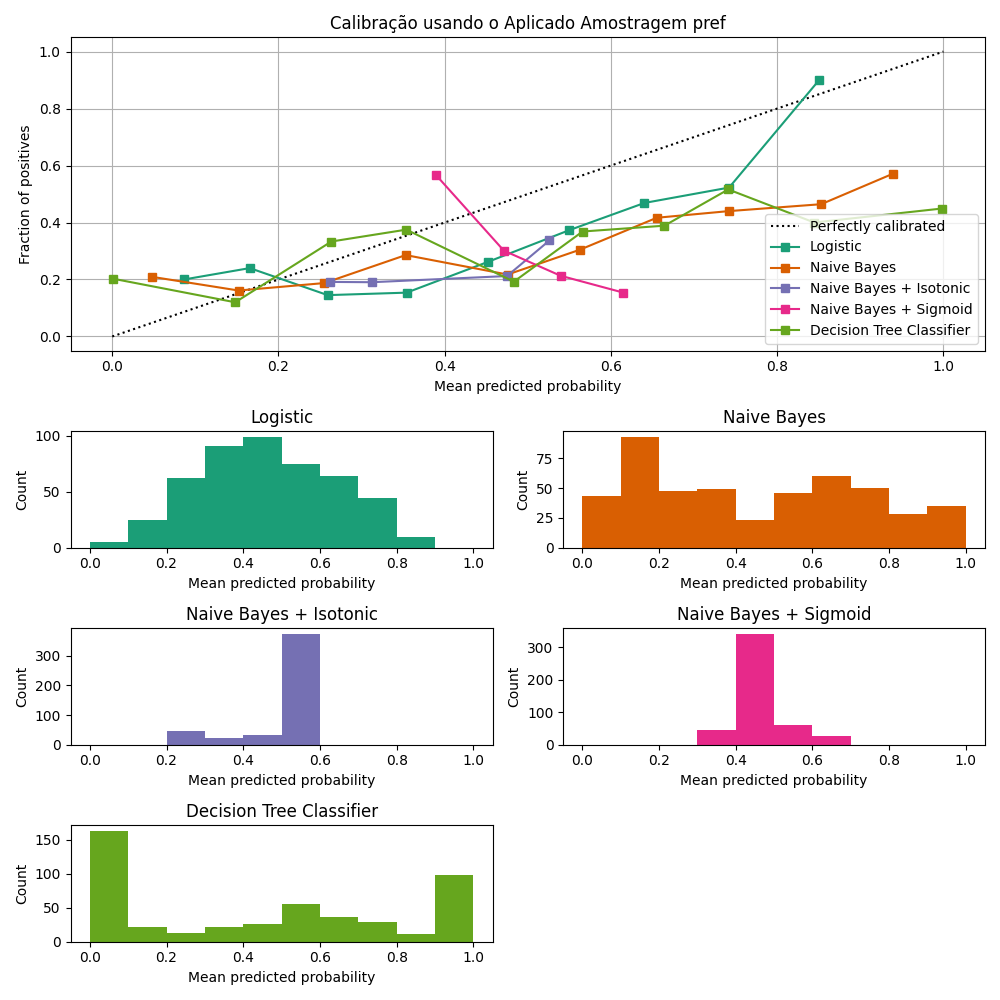 Calibração usando o Aplicado Amostragem pref
1.0
0.8
0.6
0.4
0.2
0.0
Fraction of positives
0.0 0.2 0.4 0.6 0.8 1.0
Mean predicted probability
Perfectly calibrated
Logistic
Naive Bayes
Naive Bayes + Isotonic
Naive Bayes + Sigmoid
Decision Tree Classifier
Logistic
100
50
0
Count
0.0 0.2 0.4 0.6 0.8 1.0
Mean predicted probability
Naive Bayes
75
50
25
0
Count
0.0 0.2 0.4 0.6 0.8 1.0
Mean predicted probability
Naive Bayes + Isotonic
300
200
100
0
Count
0.0 0.2 0.4 0.6 0.8 1.0
Mean predicted probability
Naive Bayes + Sigmoid
300
200
100
0
Count
0.0 0.2 0.4 0.6 0.8 1.0
Mean predicted probability
Decision Tree Classifier
150
100
50
0
Count
0.0 0.2 0.4 0.6 0.8 1.0
Mean predicted probability